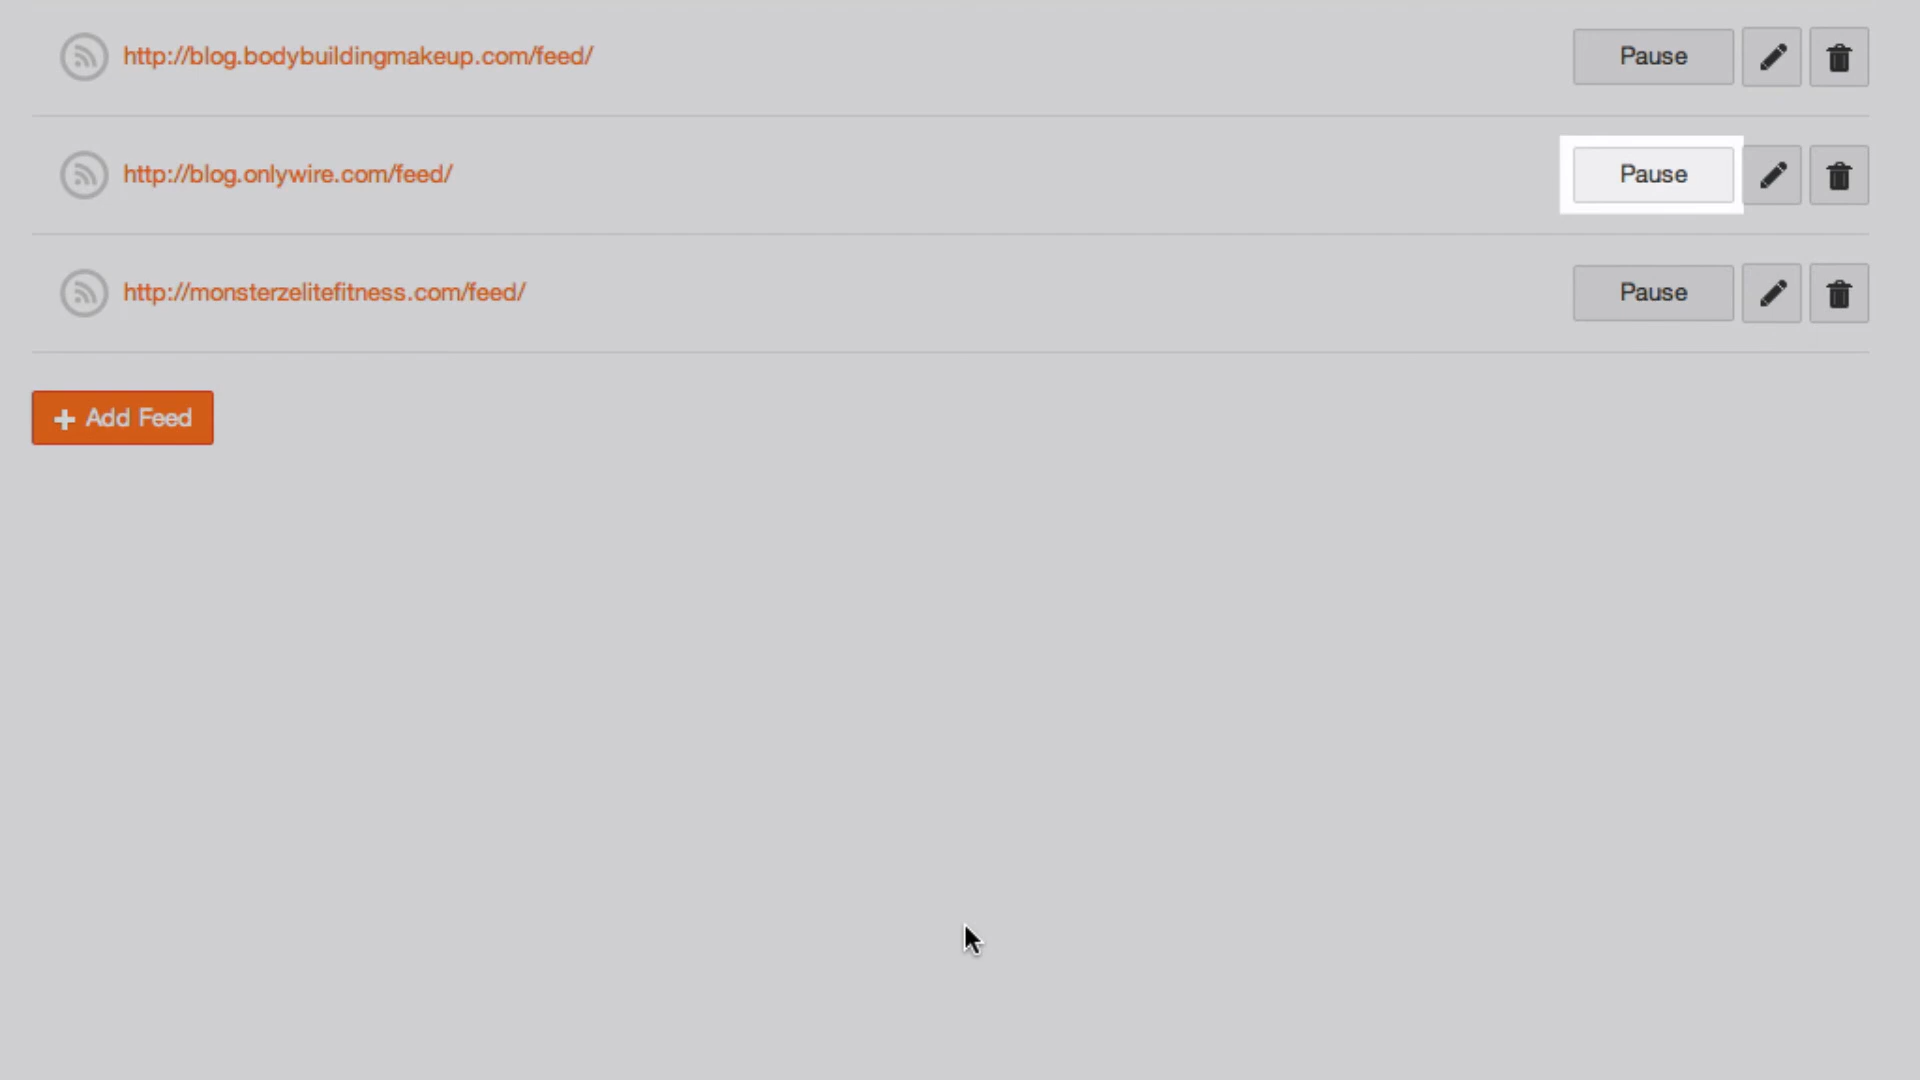 http://blog.bodybuildingmakeup.com/feed/ Pause
http://blog.onlywire.com/feed/ Pause
http://monsterzelitefitness.com/feed/ Pause
Add Feed